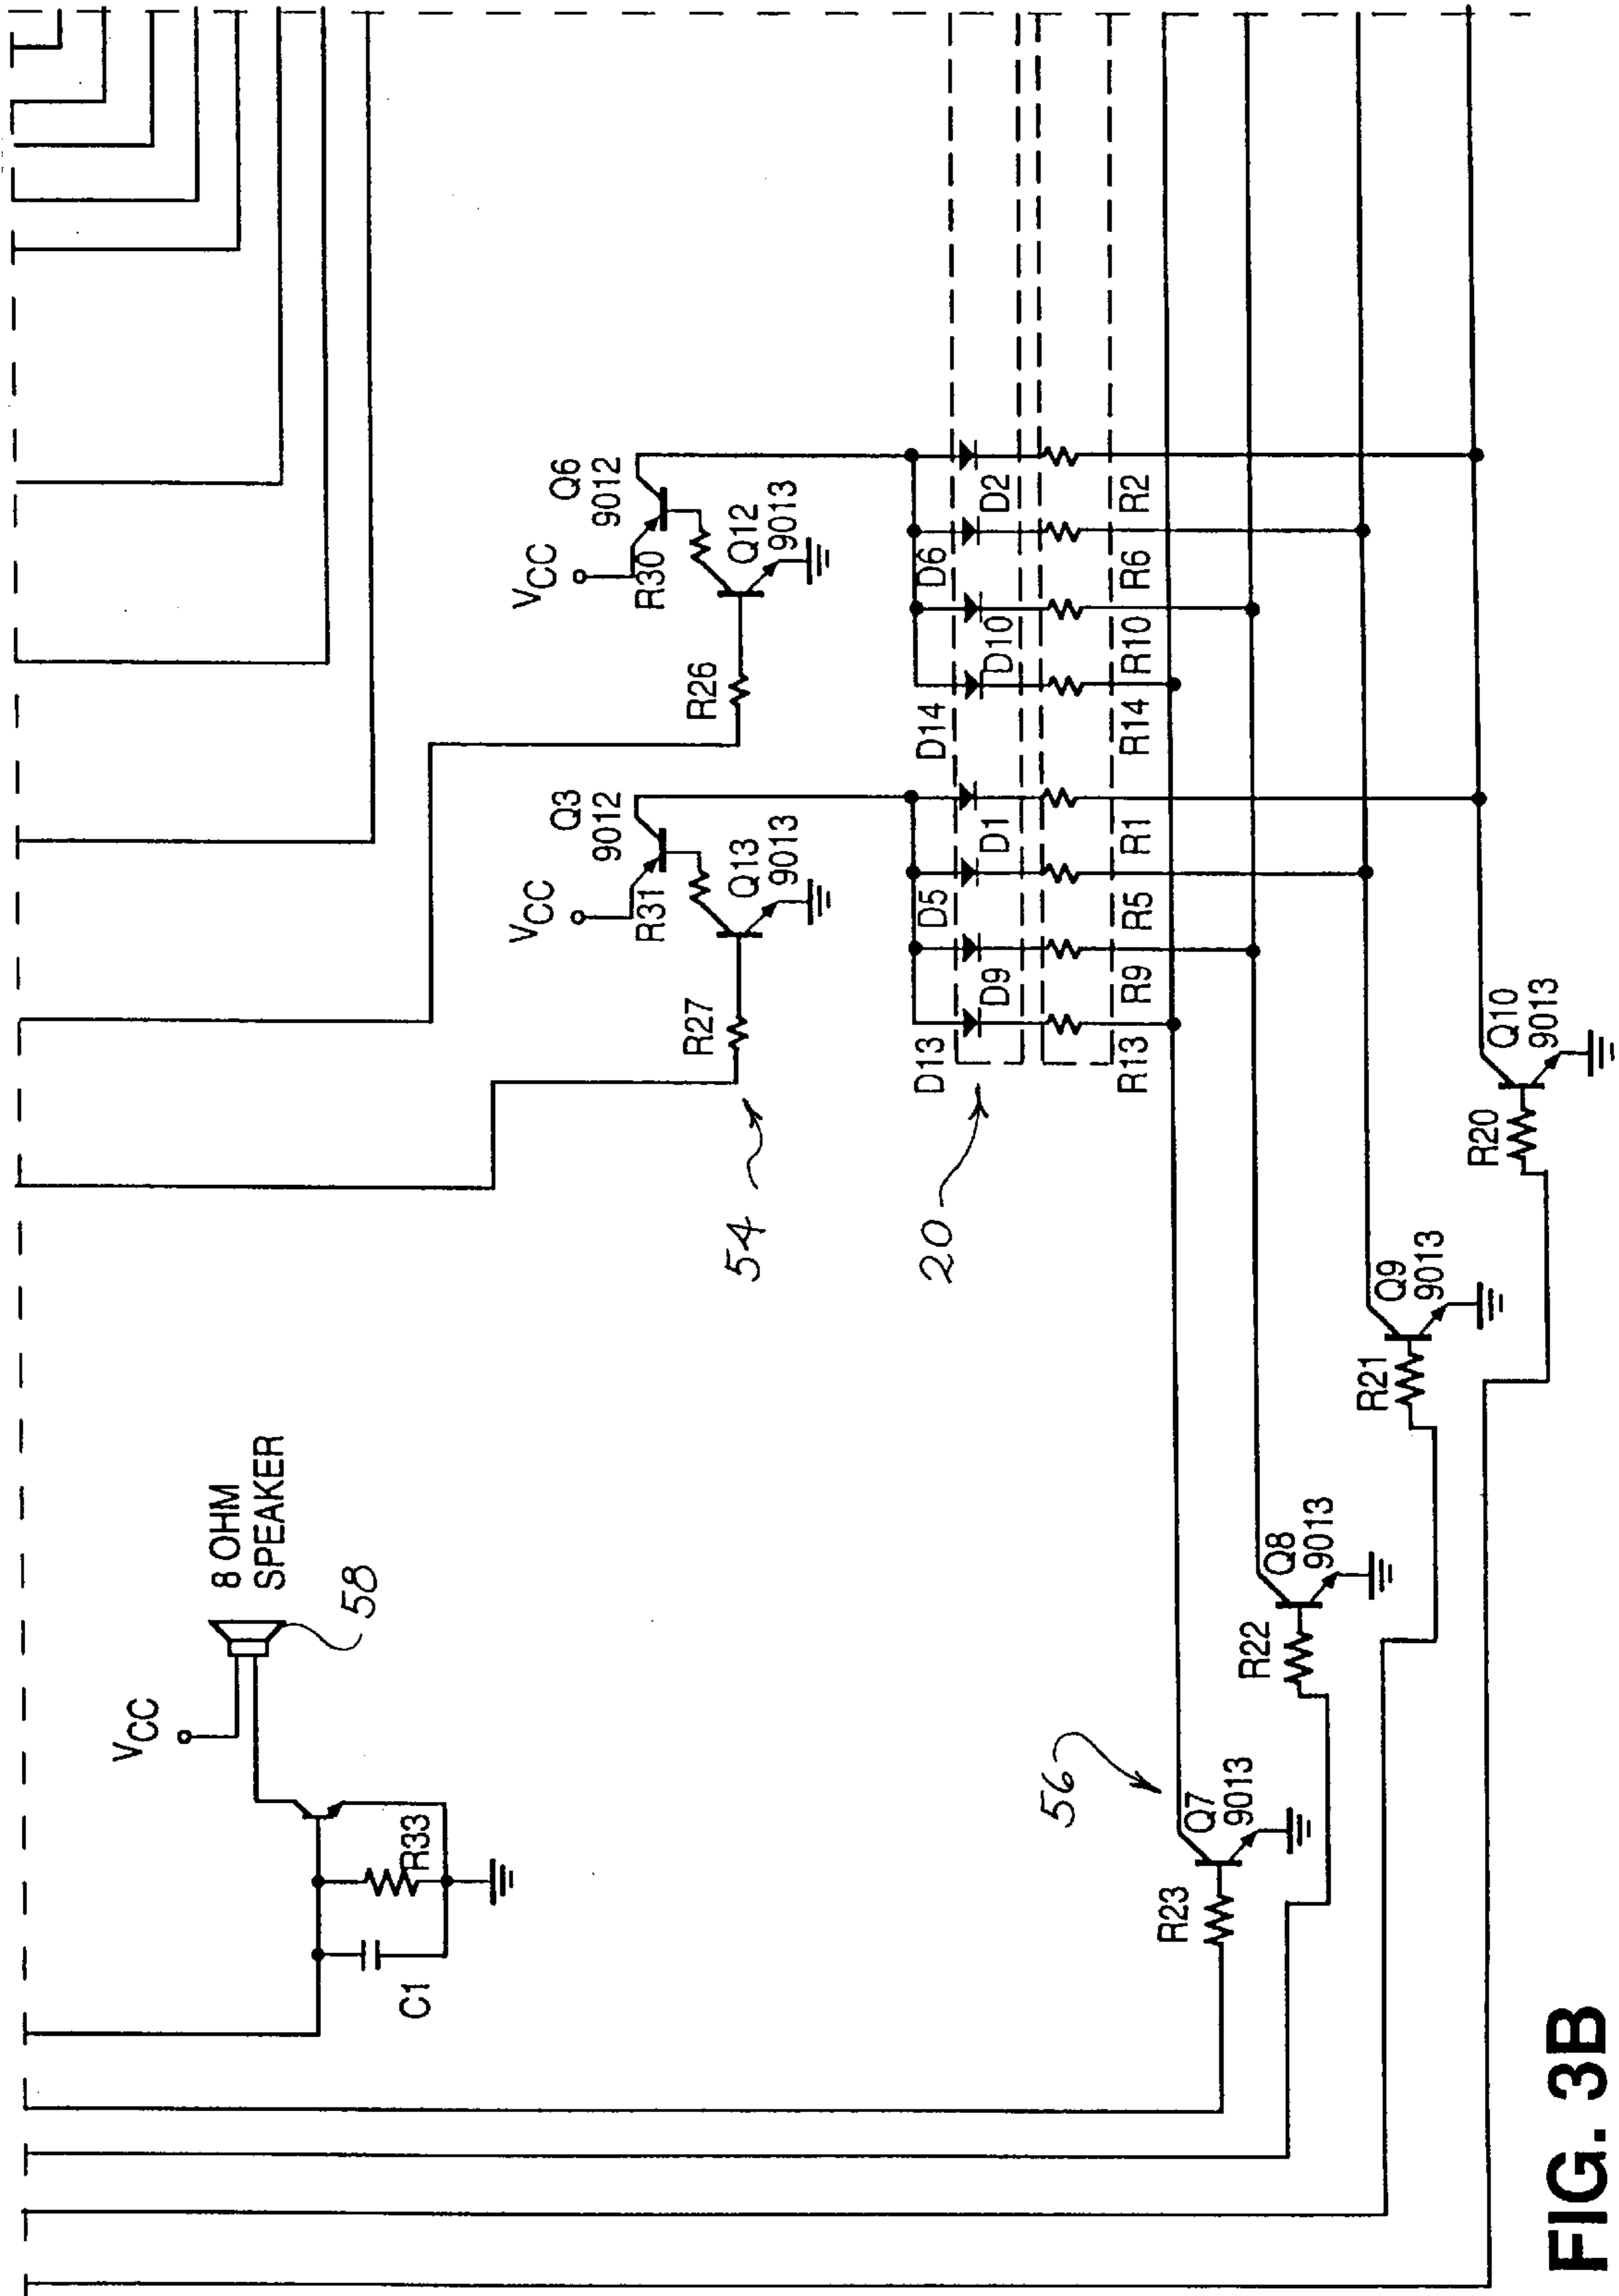 8 OHM
SPEAKER
VCC
58
R33
C1
VCC
Q3
9012
R31
Q13
9013
R27
VCC
Q6
9012
R30
Q12
9013
R26
54
20
D13
D9
D5
D1
D14
D10
D6
D2
R13
R9
R5
R1
R14
R10
R6
R2
56
Q7
9013
R23
Q8
9013
R22
Q9
9013
R21
Q10
9013
R20
FIG. 3B